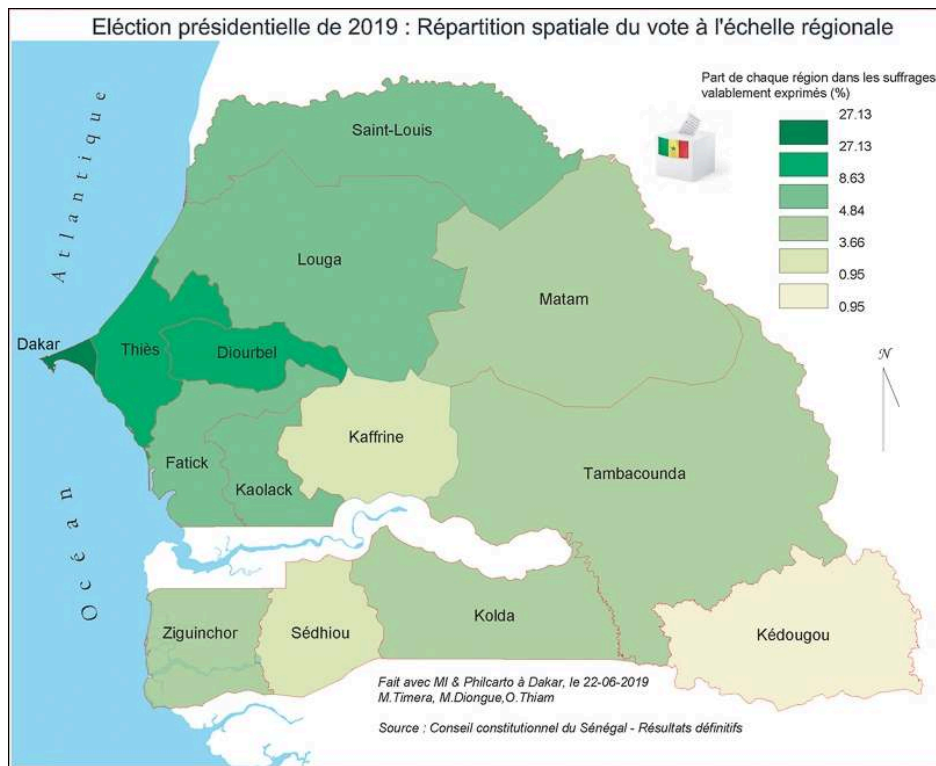 Eléction présidentielle de 2019 : Répartition spatiale du vote à l'échelle régionale
Part de chaque région dans les suffrages
valablement exprimés (%)
27.13
27.13
8.63
4.84
3.66
0.95
0.95
Atlantique
Océan
N
Saint-Louis
Louga
Matam
Dakar
Thiès
Diourbel
Kaffrine
Fatick
Kaolack
Tambacounda
Ziguinchor
Sédhiou
Kolda
Kédougou
Fait avec MI & Philcarto à Dakar, le 22-06-2019
M.Timera, M.Diongue,O.Thiam
Source : Conseil constitutionnel du Sénégal - Résultats définitifs